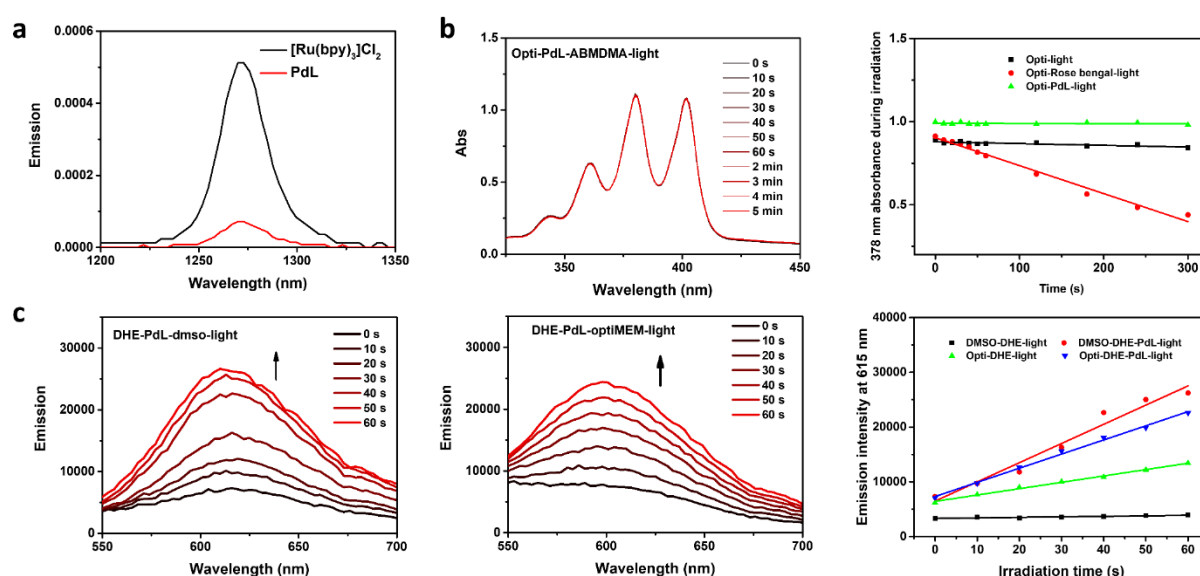 a
0.0006
0.0004
0.0002
0.0000
Emission
[Ru(bpy)₃]Cl₂
PdL
1200
1250
1300
1350
Wavelength (nm)
b
Opti-PdL-ABMDMA-light
1.5
1.0
0.5
0.0
Abs
0 s
10 s
20 s
30 s
40 s
50 s
60 s
2 min
3 min
4 min
5 min
350
400
450
Wavelength (nm)
378 nm absorbance during irradiation
1.5
1.0
0.5
Opti-light
Opti-Rose bengal-light
Opti-PdL-light
0
100
200
300
Time (s)
c
DHE-PdL-dmso-light
30000
20000
10000
0
Emission
0 s
10 s
20 s
30 s
40 s
50 s
60 s
550
600
650
700
Wavelength (nm)
DHE-PdL-optiMEM-light
30000
20000
10000
0
Emission
0 s
10 s
20 s
30 s
40 s
50 s
60 s
550
600
650
700
Wavelength (nm)
Emission intensity at 615 nm
40000
30000
20000
10000
0
DMSO-DHE-light
DMSO-DHE-PdL-light
Opti-DHE-light
Opti-DHE-PdL-light
0
10
20
30
40
50
60
Irradiation time (s)